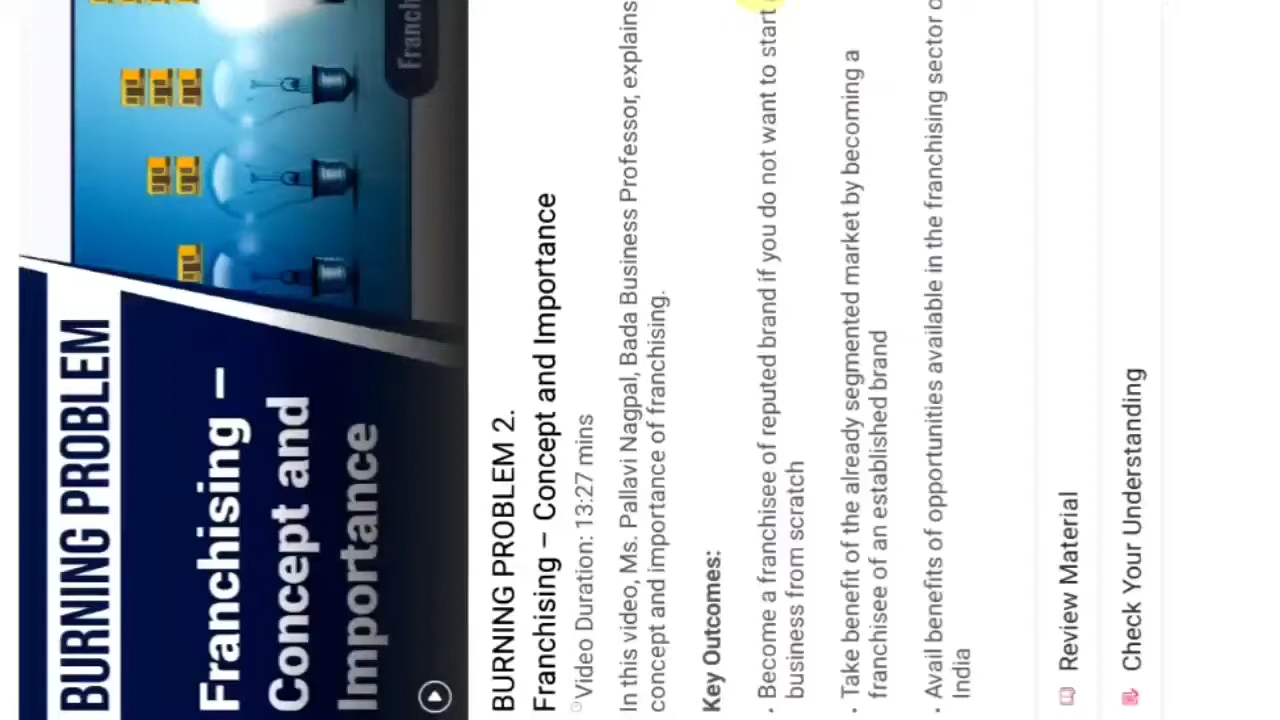 BURNING PROBLEM
Franchising –
Concept and
Importance
Franch
BURNING PROBLEM 2.
Franchising – Concept and Importance
Video Duration: 13:27 mins
In this video, Ms. Pallavi Nagpal, Bada Business Professor, explains
concept and importance of franchising.
Key Outcomes:
• Become a franchisee of reputed brand if you do not want to start
business from scratch
• Take benefit of the already segmented market by becoming a
franchisee of an established brand
• Avail benefits of opportunities available in the franchising sector o
India
Review Material
Check Your Understanding